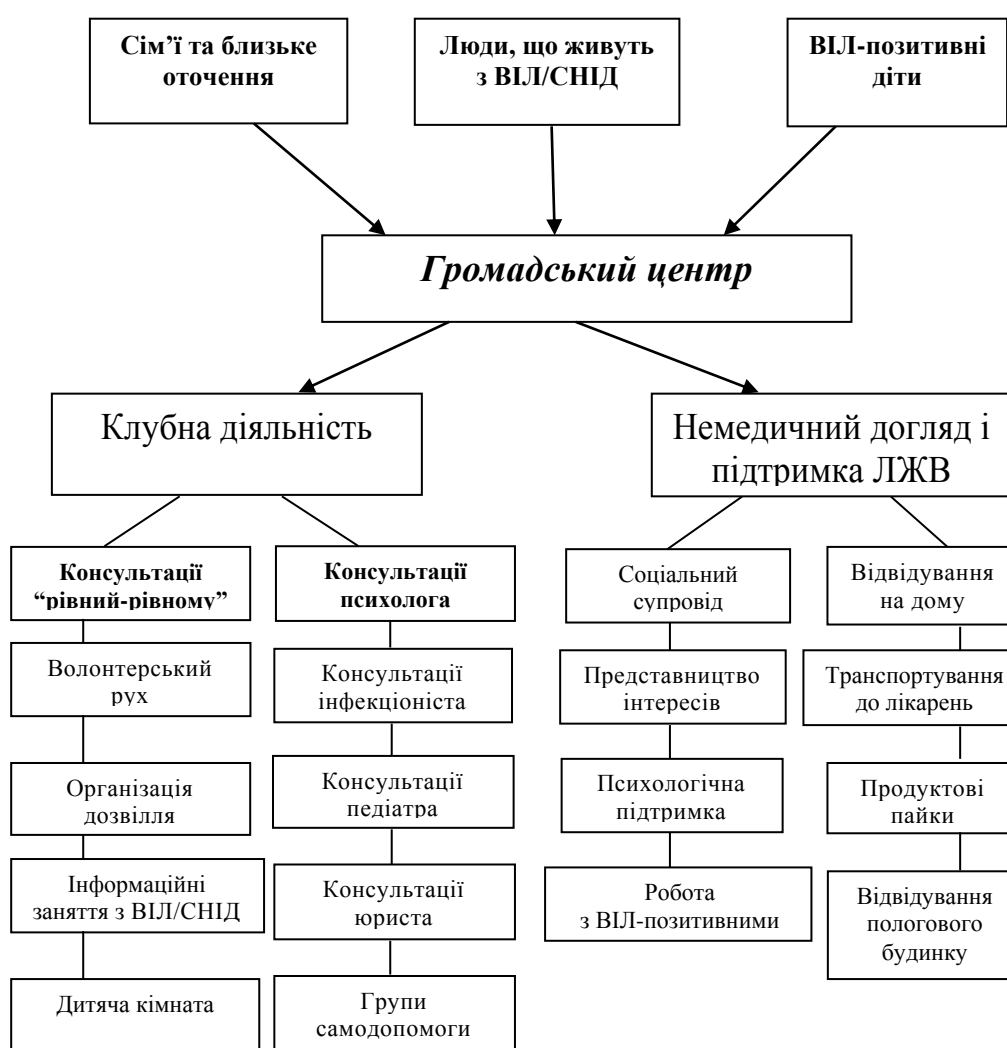 Сім’ї та близьке
оточення
Люди, що живуть
з ВІЛ/СНІД
ВІЛ-позитивні
діти
Громадський центр
Клубна діяльність
Немедичний догляд і
підтримка ЛЖВ
Консультації
“рівний-рівному”
Волонтерський
рух
Організація
дозвілля
Інформаційні
заняття з ВІЛ/СНІД
Дитяча кімната
Консультації
психолога
Консультації
інфекціоніста
Консультації
педіатра
Консультації
юриста
Групи
самодопомоги
Соціальний
супровід
Представництво
інтересів
Психологічна
підтримка
Робота
з ВІЛ-позитивними
Відвідування
на дому
Транспортування
до лікарень
Продуктові
пайки
Відвідування
пологового
будинку